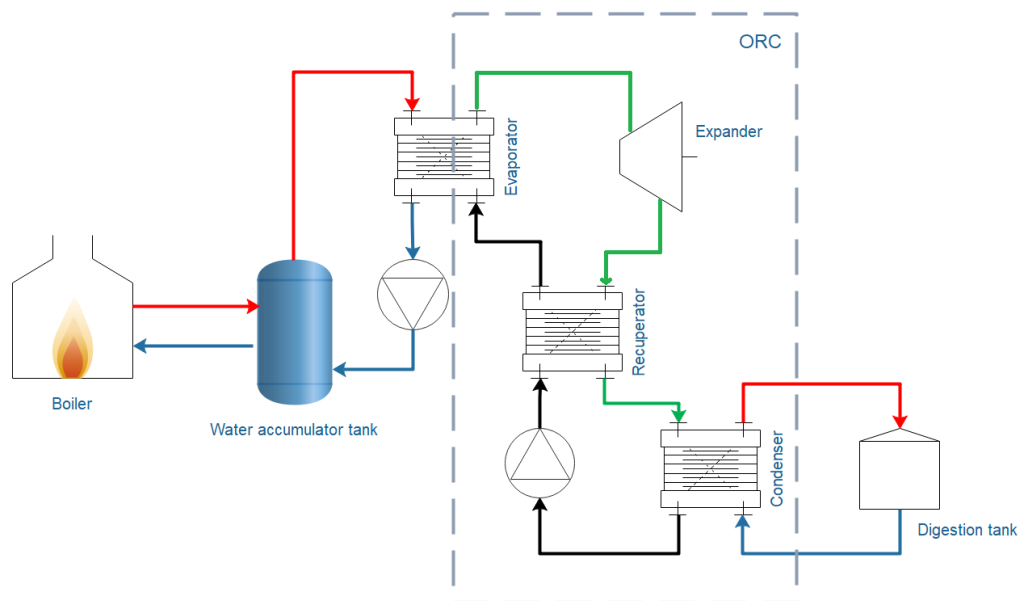 ORC
Evaporator
Expander
Recuperator
Boiler
Water accumulator tank
Condenser
Digestion tank